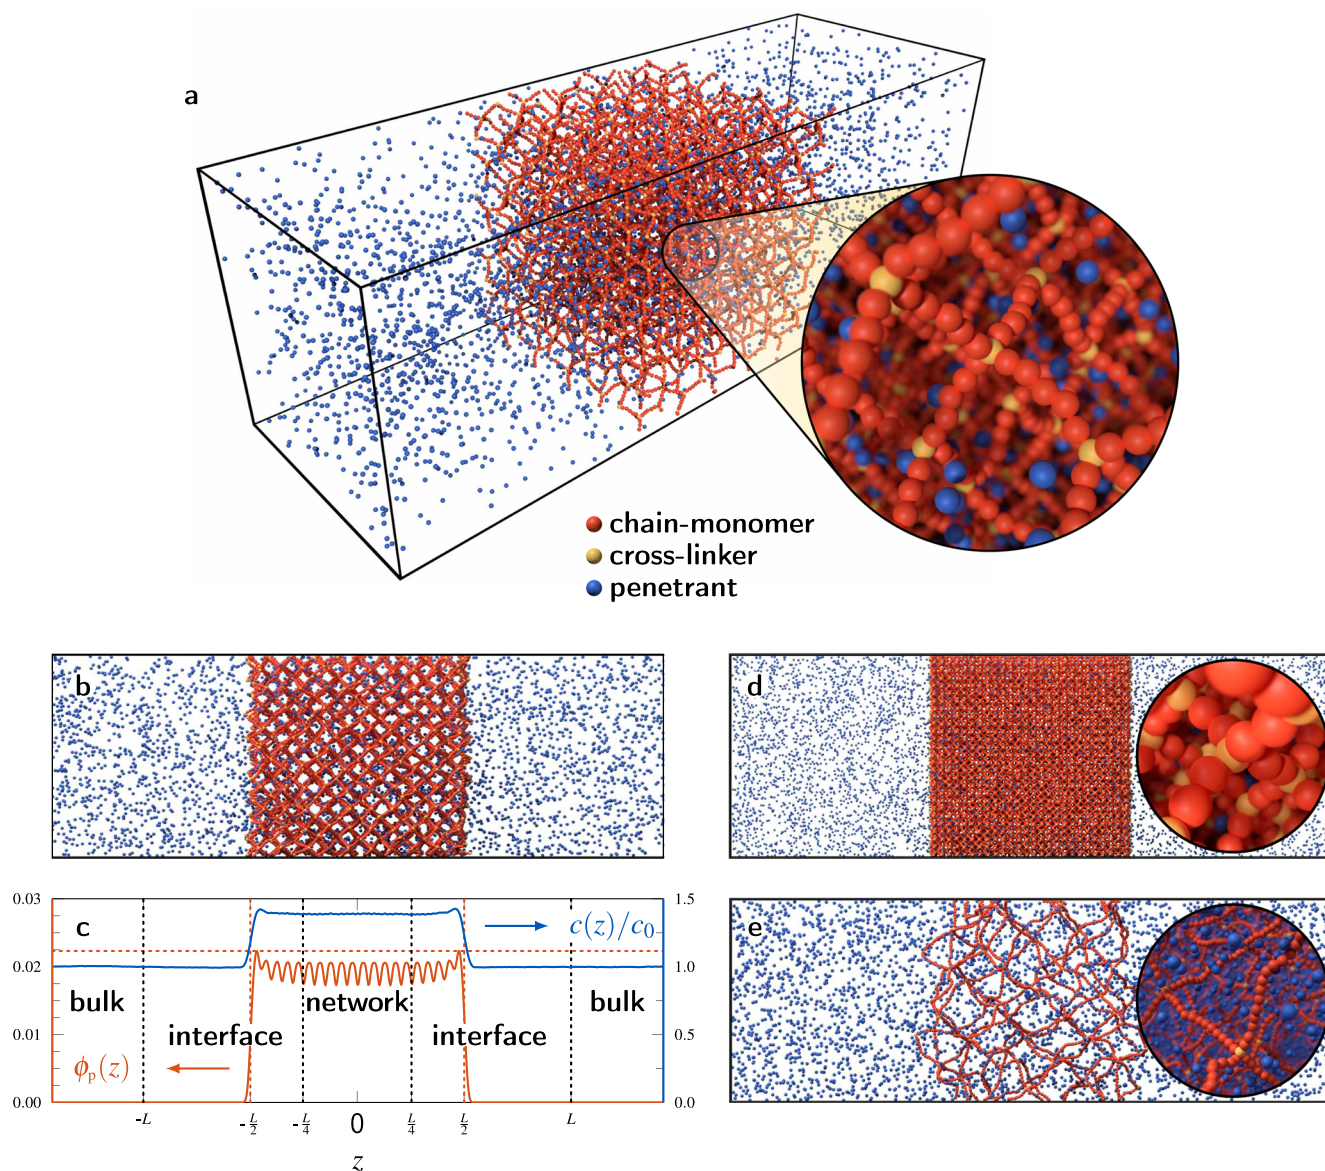 a
chain-monomer
cross-linker
penetrant
b
d
0.03
0.02
0.01
0.00
c
c(z)/c₀
1.5
1.0
0.5
0.0
bulk
network
bulk
interface
interface
ϕₚ(z)
-L
-L/2
-L/4
0
L/4
L/2
L
z
e